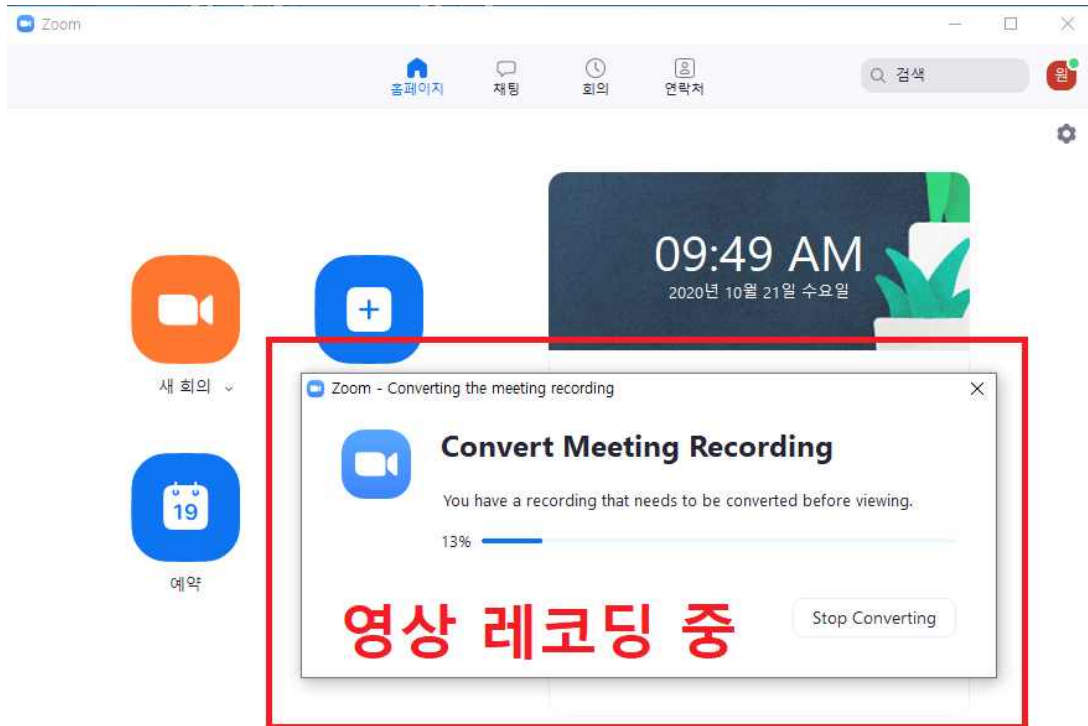 Zoom
홈페이지
채팅
회의
연락처
검색
원
09:49 AM
2020년 10월 21일 수요일
새 회의
19
예약
Zoom - Converting the meeting recording
Convert Meeting Recording
You have a recording that needs to be converted before viewing.
13%
영상 레코딩 중
Stop Converting